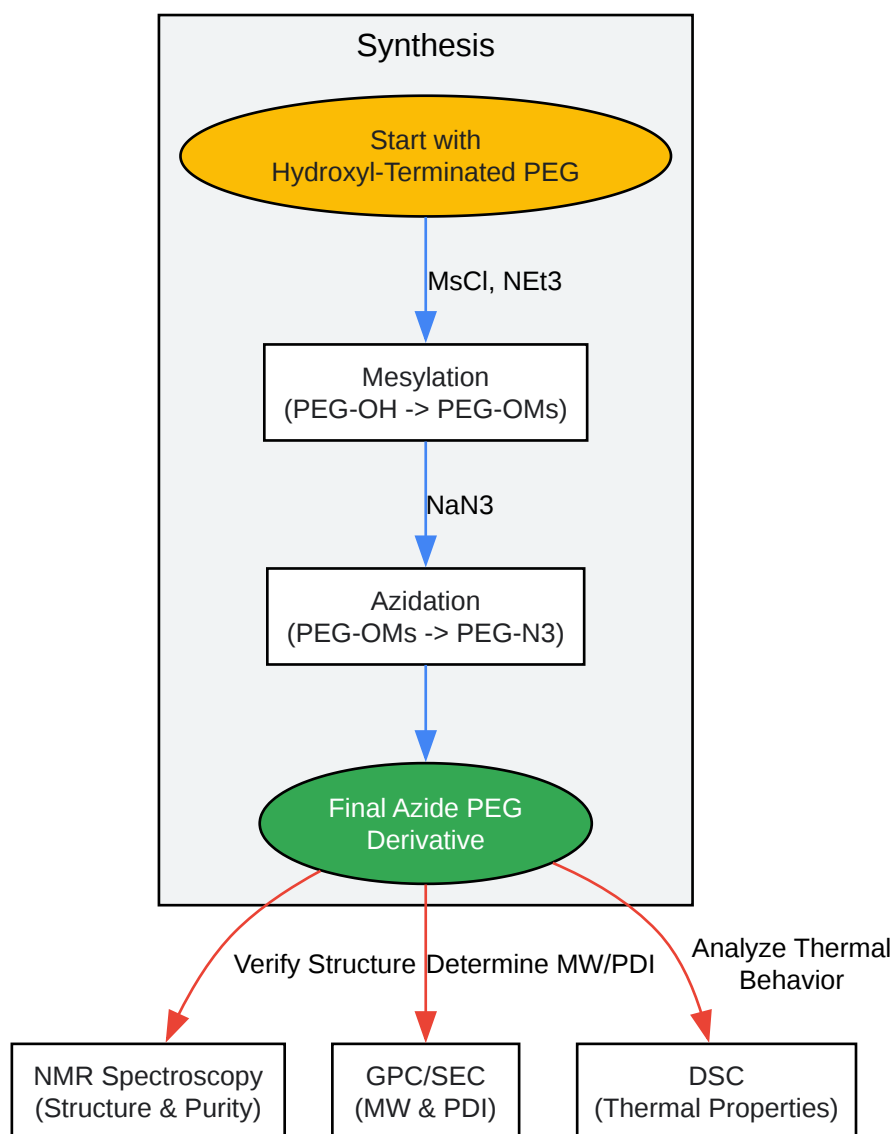 Synthesis
Start with
Hydroxyl-Terminated PEG
MsCl, NEt3
Mesylation
(PEG-OH -> PEG-OMs)
NaN3
Azidation
(PEG-OMs -> PEG-N3)
Final Azide PEG
Derivative
Verify Structure
Determine MW/PDI
Analyze Thermal
Behavior
NMR Spectroscopy
(Structure & Purity)
GPC/SEC
(MW & PDI)
DSC
(Thermal Properties)